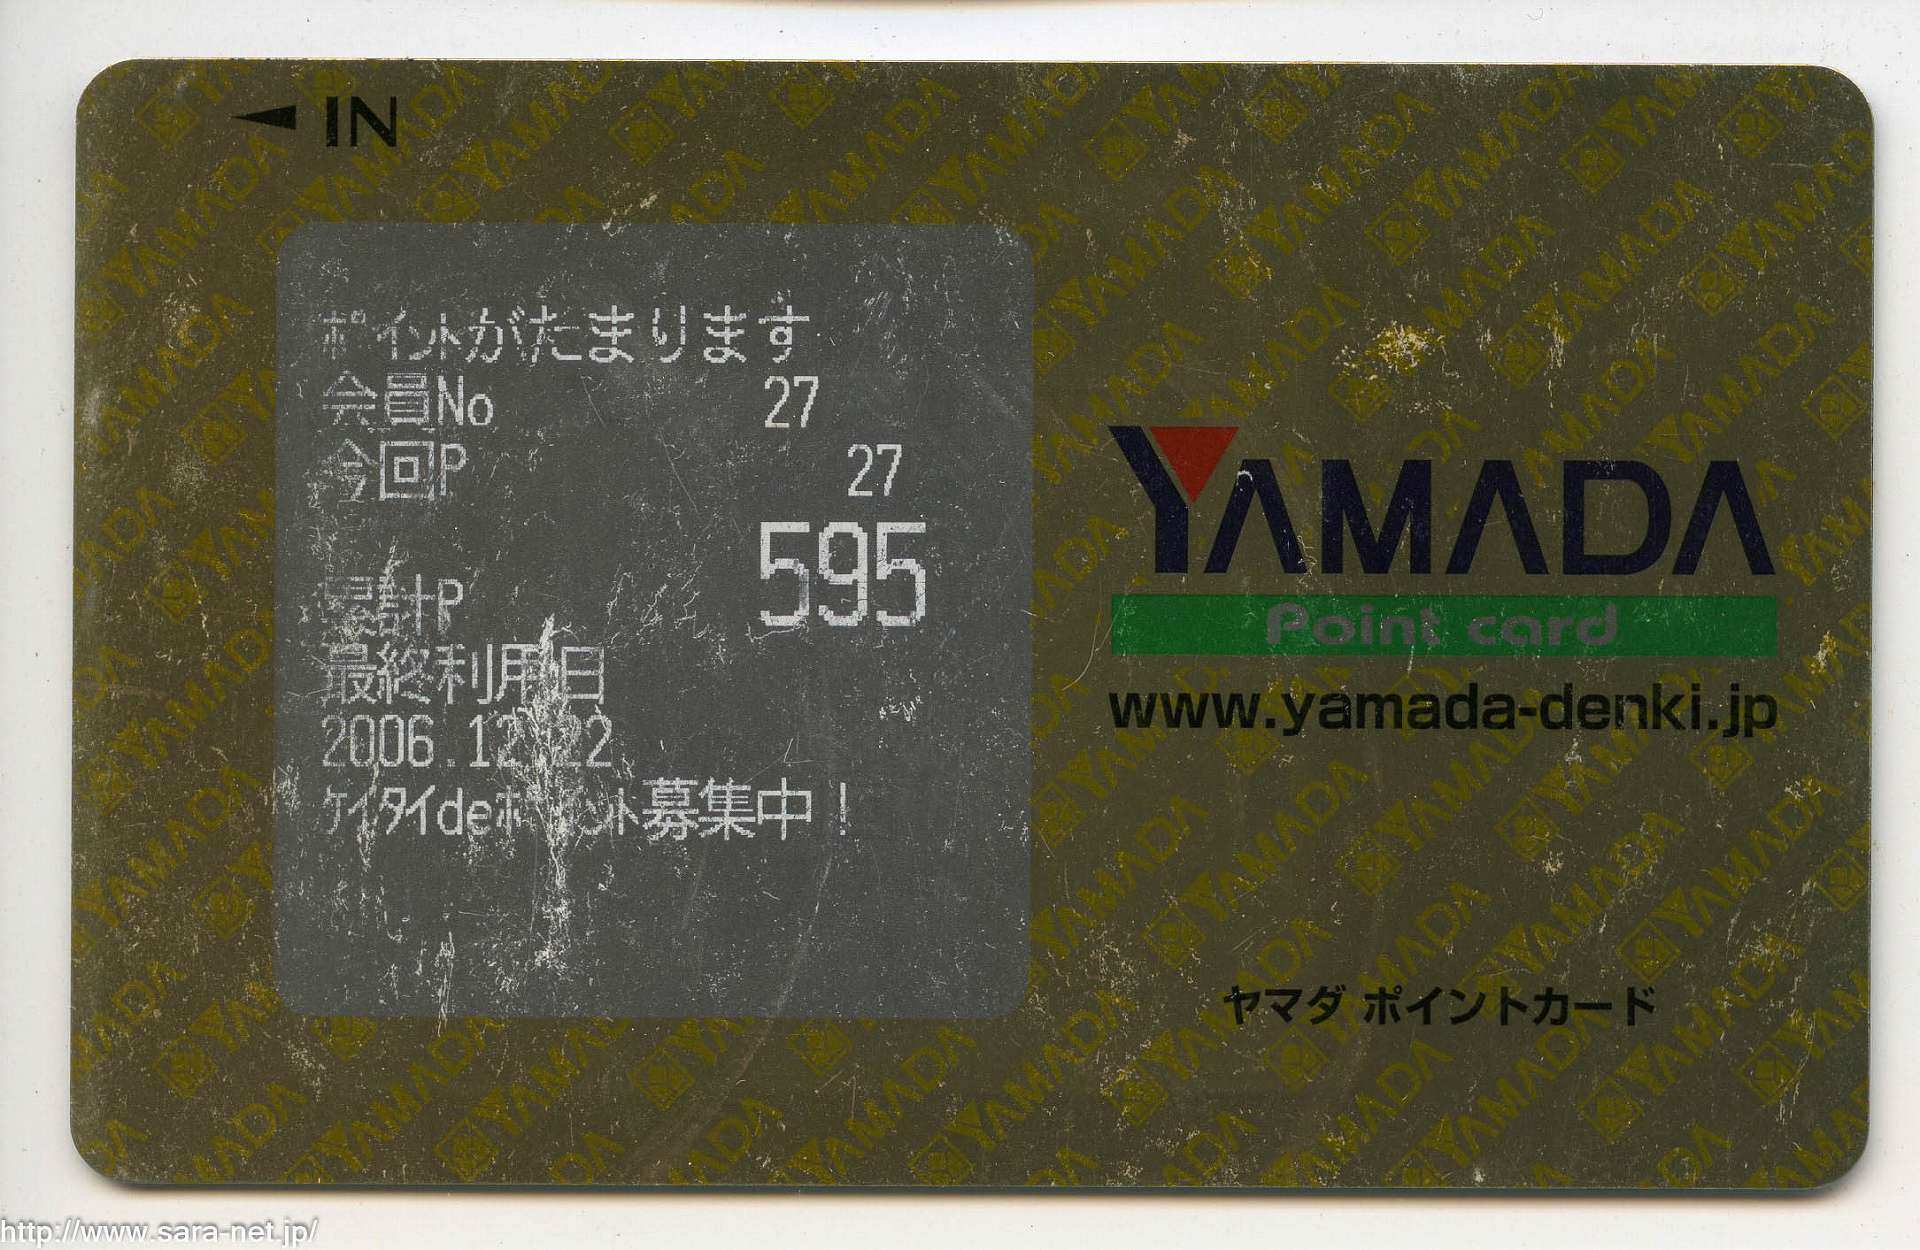 IN
ポイントがたまります
会員No 27
今回P 27
累計P 595
最終利用日
2006.12.22
ケイタイdeポイント募集中!
YAMADA
Point card
www.yamada-denki.jp
ヤマダ ポイントカード
http://www.sara-net.jp/